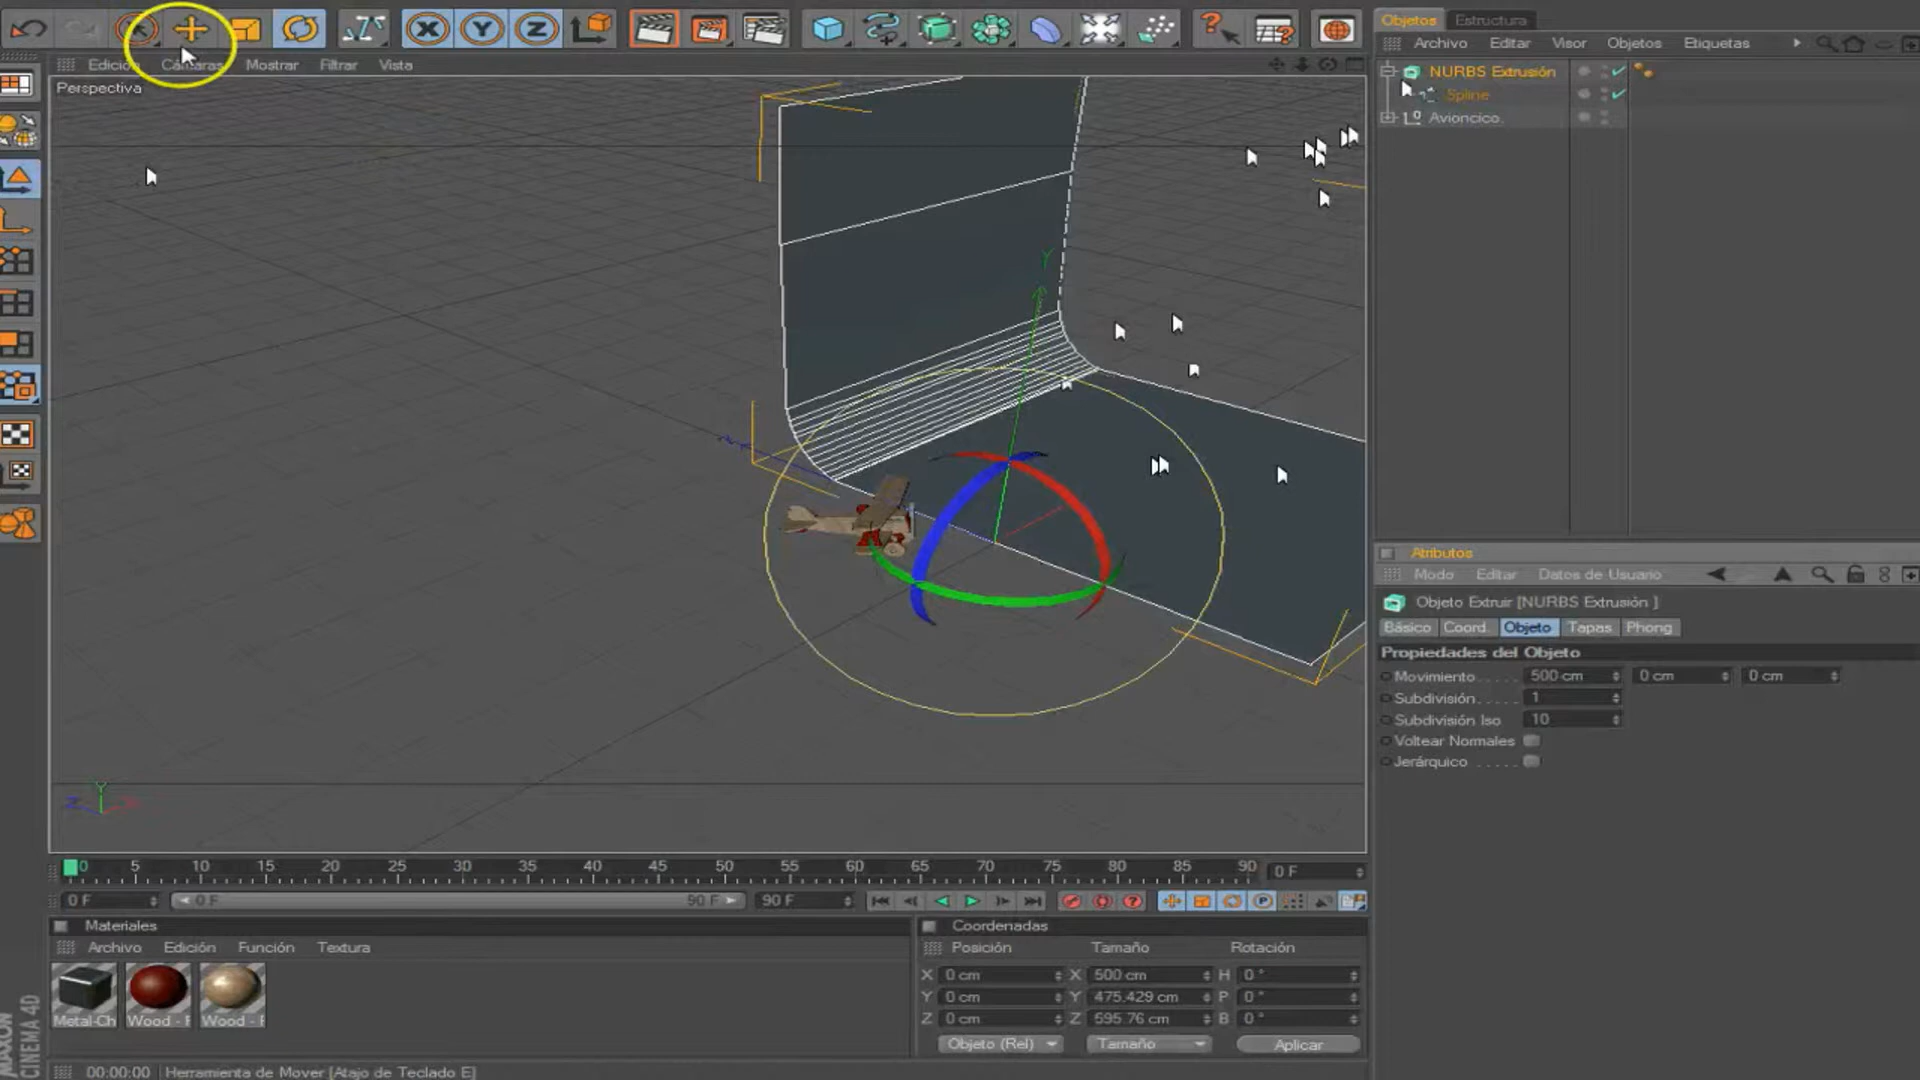 Edición Cámaras Mostrar Filtrar Vista
Perspectiva
Y
Y
Z
0 5 10 15 20 25 30 35 40 45 50 55 60 65 70 75 80 85 90 0 F
0 F 0 F 90 F 90 F
Materiales
Archivo Edición Función Textura
Metal-Ch Wood - F Wood - F
Coordenadas
Posición Tamaño Rotación
X 0 cm X 500 cm H 0 °
Y 0 cm Y 475.429 cm P 0 °
Z 0 cm Z 595.76 cm B 0 °
Objeto (Rel) Tamaño Aplicar
00:00:00 Herramienta de Mover [Atajo de Teclado E]
MAXON
CINEMA 4D
X Y Z
Objetos Estructura
Archivo Editar Visor Objetos Etiquetas
NURBS Extrusión
Spline
Avioncico.
Atributos
Modo Editar Datos de Usuario
Objeto Extruir [NURBS Extrusión ]
Básico Coord. Objeto Tapas Phong
Propiedades del Objeto
Movimiento . . . . . 500 cm 0 cm 0 cm
Subdivisión . . . . . 1
Subdivisión Iso 10
Voltear Normales
Jerárquico . . . . .